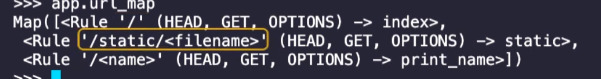 >>> app.url_map
Map([<Rule '/' (HEAD, GET, OPTIONS) -> index>,
<Rule '/static/<filename>' (HEAD, GET, OPTIONS) -> static>,
<Rule '/<name>' (HEAD, GET, OPTIONS) -> print_name>])
>>>